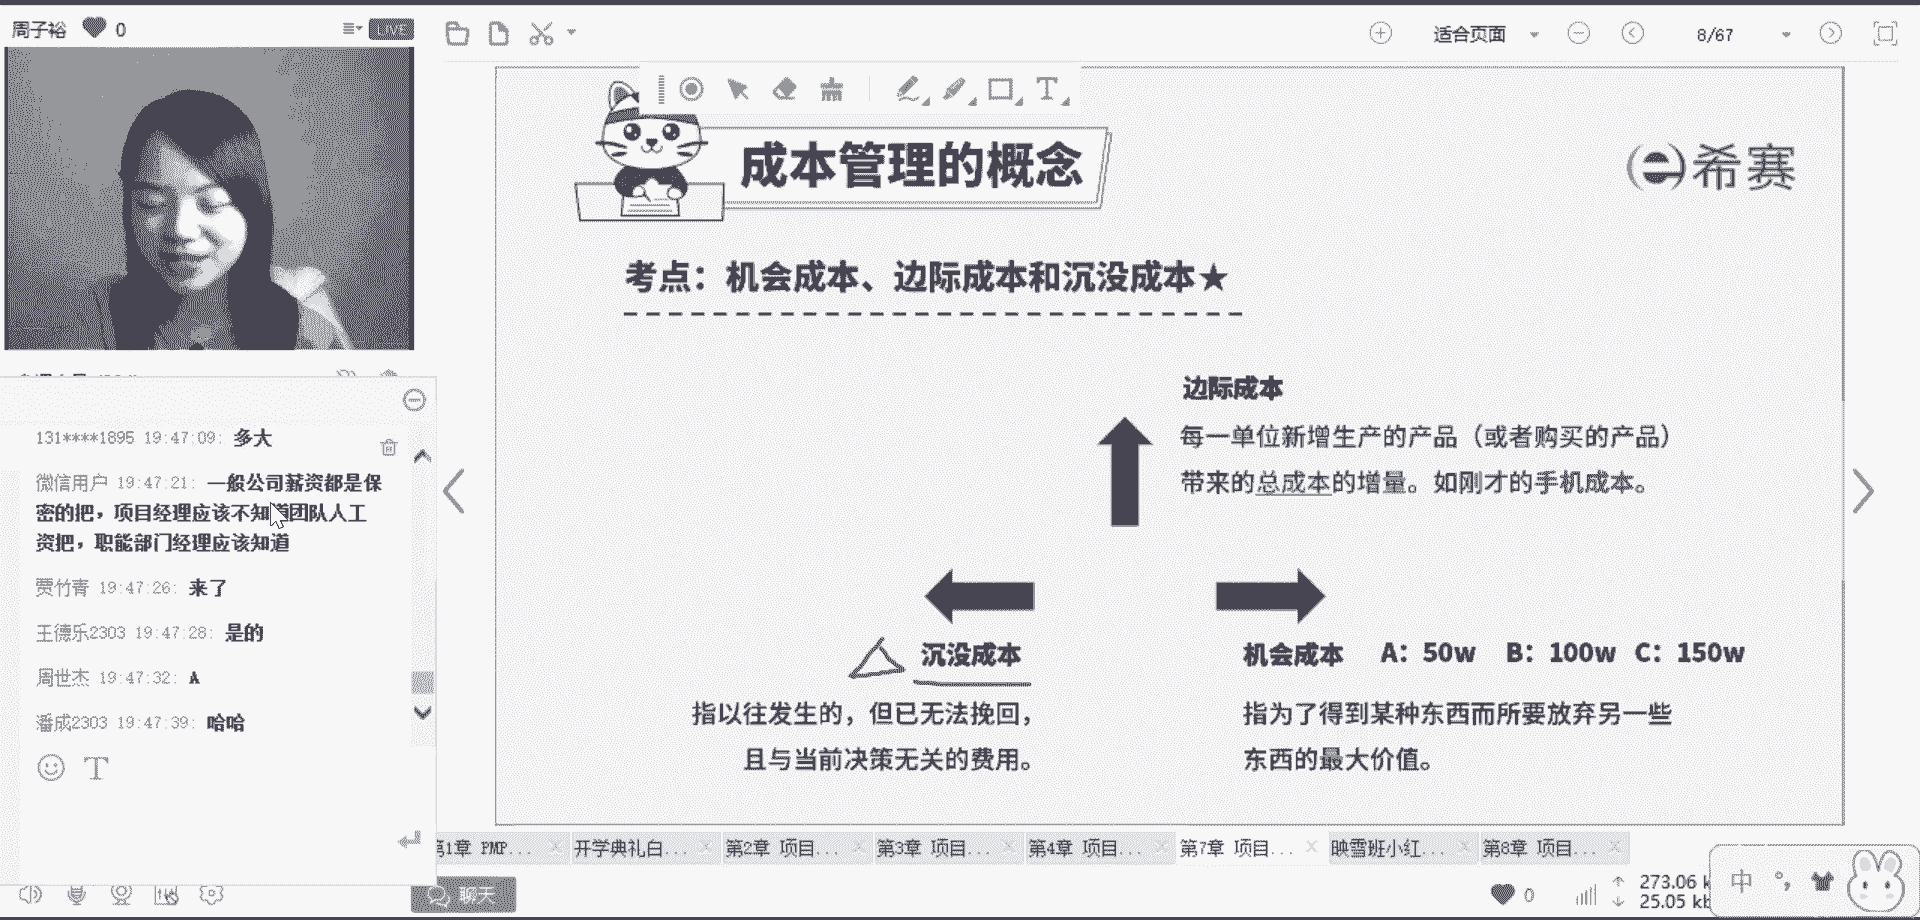 周子裕 0
LIVE
适合页面
8/67
成本管理的概念
希赛
考点：机会成本、边际成本和沉没成本★
边际成本
每一单位新增生产的产品（或者购买的产品）
带来的总成本的增量。如刚才的手机成本。
沉没成本
指以往发生的，但已无法挽回，
且与当前决策无关的费用。
机会成本 A：50w B：100w C：150w
指为了得到某种东西而所要放弃另一些
东西的最大价值。
131****1895 19:47:09: 多大
微信用户 19:47:21: 一般公司薪资都是保
密的把，项目经理应该不知道团队人工
资把，职能部门经理应该知道
贾竹青 19:47:26: 来了
王德乐2303 19:47:28: 是的
周世杰 19:47:32: A
潘成2303 19:47:39: 哈哈
第1章 PMP...
开学典礼白...
第2章 项目...
第3章 项目...
第4章 项目...
第7章 项目...
映雪班小红...
第8章 项目...
聊天
0
273.06 k
25.05 kb
中